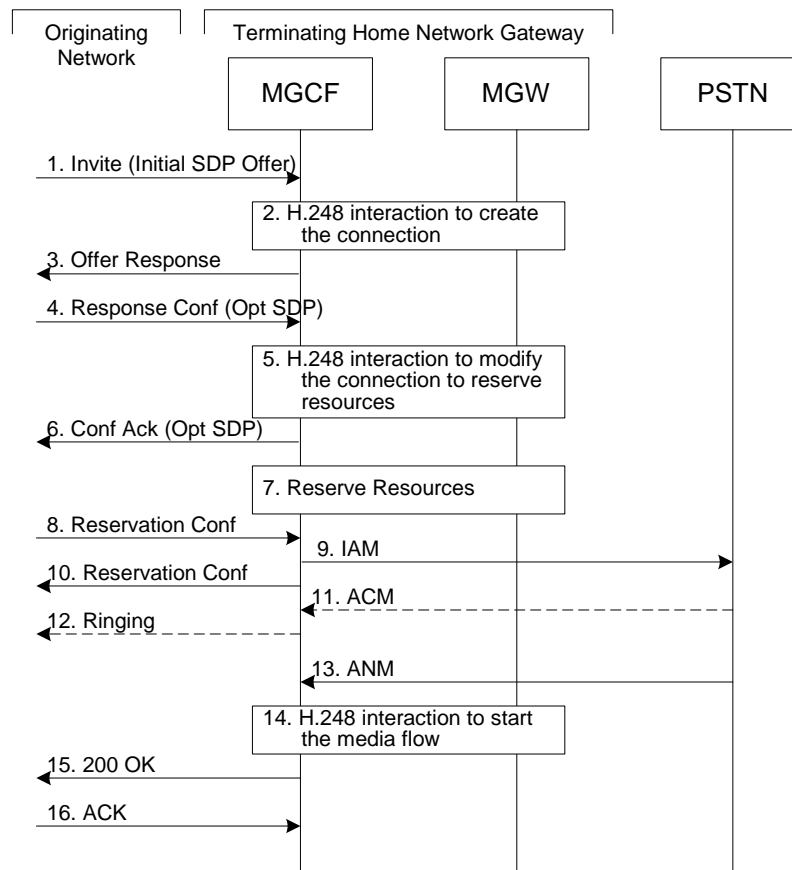 Originating
Network
Terminating Home Network Gateway
MGCF
MGW
PSTN
1. Invite (Initial SDP Offer)
2. H.248 interaction to create
the connection
3. Offer Response
4. Response Conf (Opt SDP)
5. H.248 interaction to modify
the connection to reserve
resources
6. Conf Ack (Opt SDP)
7. Reserve Resources
8. Reservation Conf
9. IAM
10. Reservation Conf
11. ACM
12. Ringing
13. ANM
14. H.248 interaction to start
the media flow
15. 200 OK
16. ACK